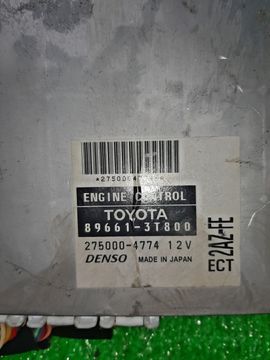 ENGINE CONTROL
TOYOTA
89661-3T800
275000-4774 12V
DENSO MADE IN JAPAN
2AZ-FE
ECT